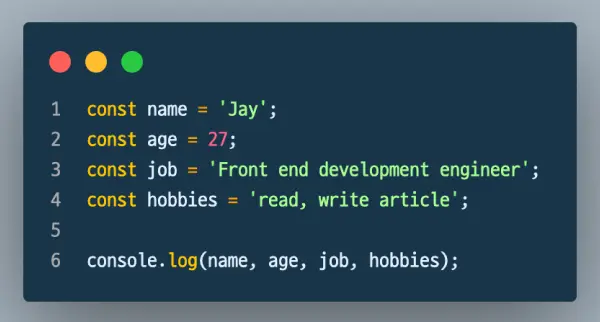 1 const name = 'Jay';
2 const age = 27;
3 const job = 'Front end development engineer';
4 const hobbies = 'read, write article';
5
6 console.log(name, age, job, hobbies);